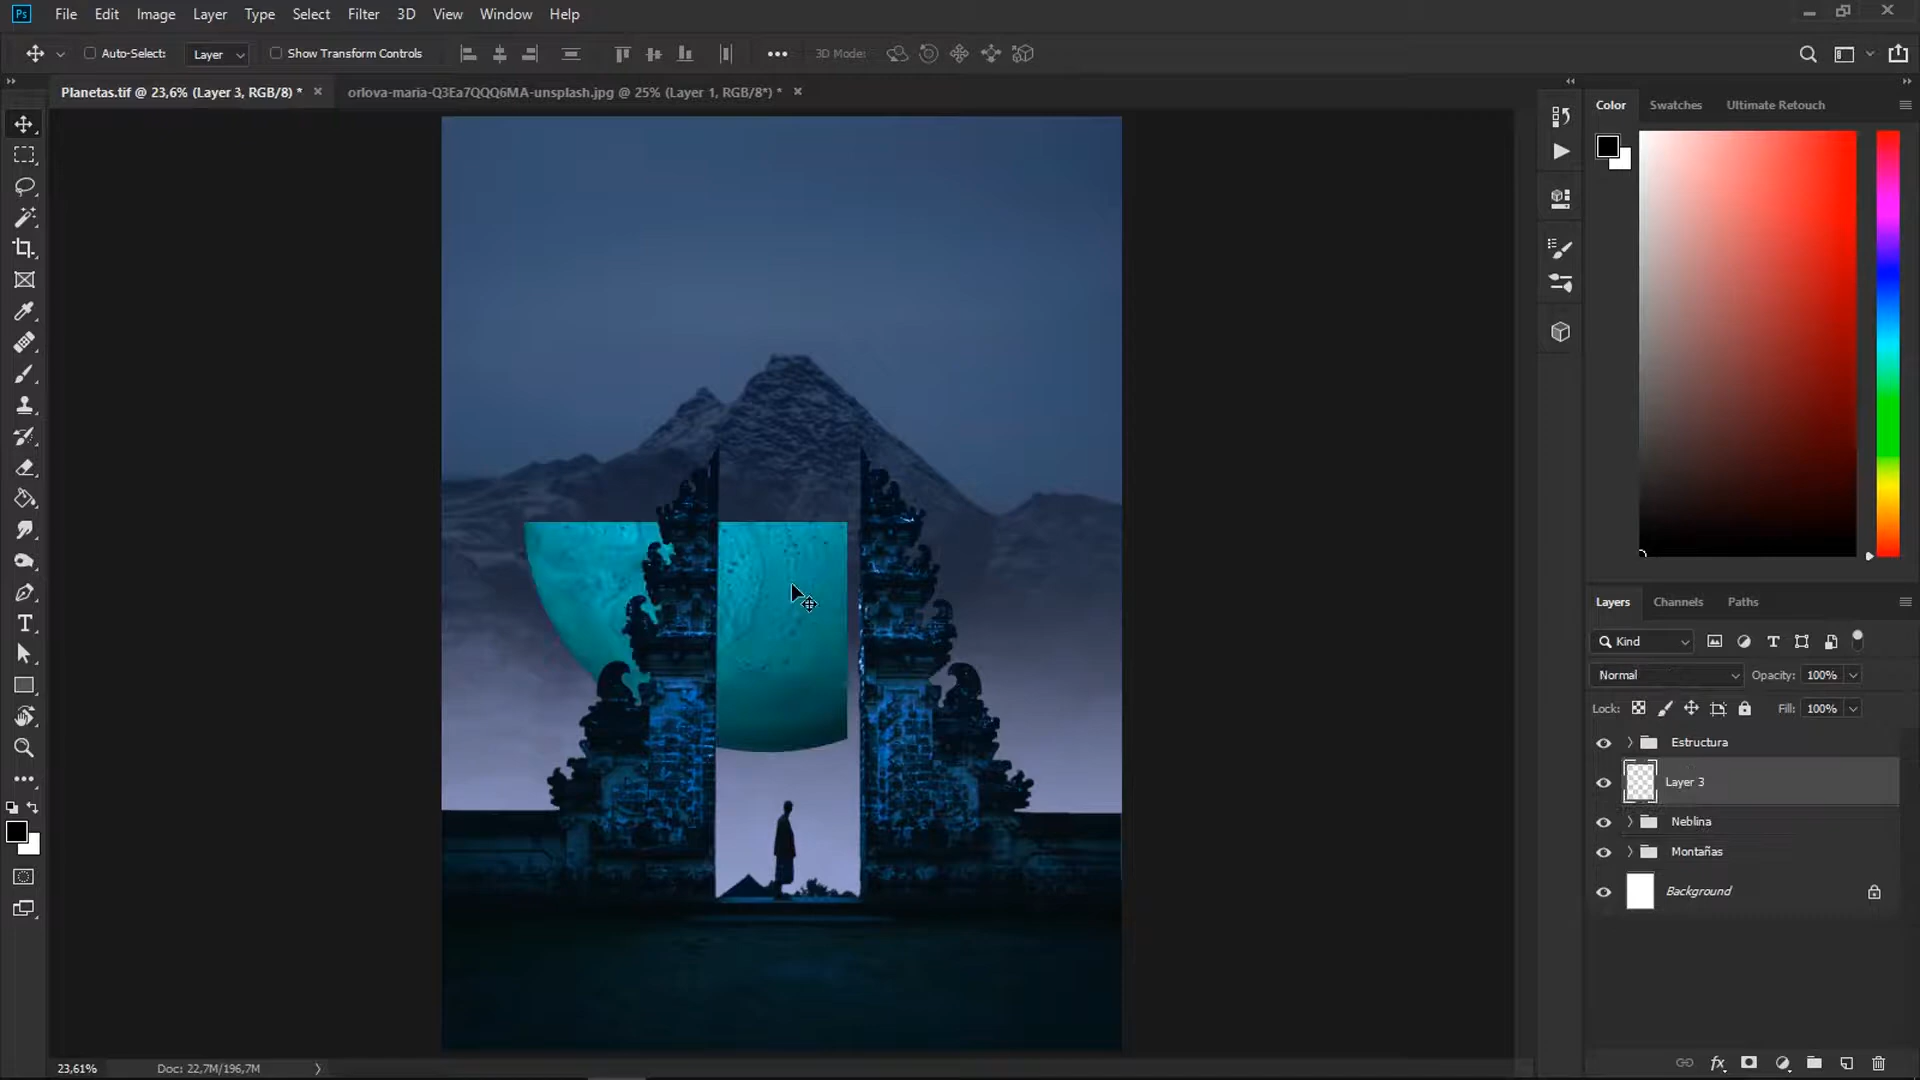 Ps File Edit Image Layer Type Select Filter 3D View Window Help
Auto-Select: Layer Show Transform Controls 3D Mode:
Planetas.tif @ 23,6% (Layer 3, RGB/8) * × orlova-maria-Q3Ea7QQQ6MA-unsplash.jpg @ 25% (Layer 1, RGB/8*) * ×
Color Swatches Ultimate Retouch
Layers Channels Paths
Kind
Normal Opacity: 100%
Lock: Fill: 100%
Estructura
Layer 3
Neblina
Montañas
Background
23,61% Doc: 22,7M/196,7M